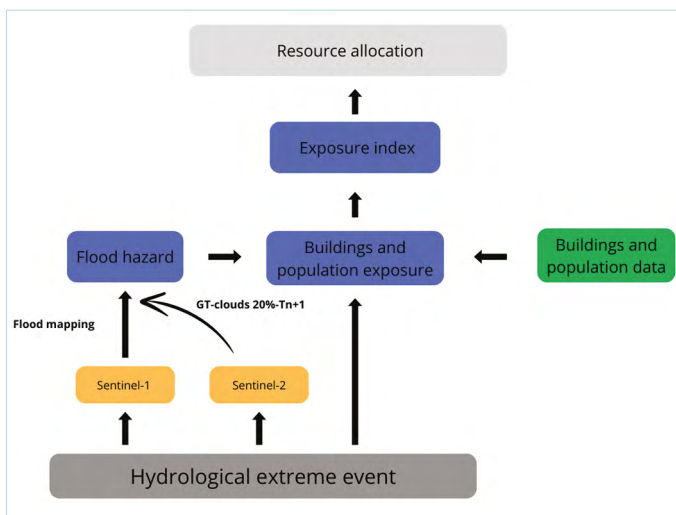 Resource allocation
Exposure index
Flood hazard
Buildings and
population exposure
Buildings and
population data
GT-clouds 20%-Tn+1
Flood mapping
Sentinel-1
Sentinel-2
Hydrological extreme event